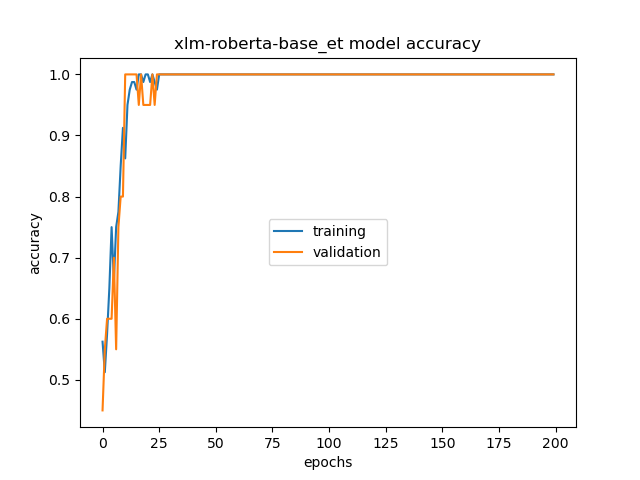 xlm-roberta-base_et model accuracy
1.0
0.9
0.8
0.7
0.6
0.5
accuracy
training
validation
0 25 50 75 100 125 150 175 200
epochs